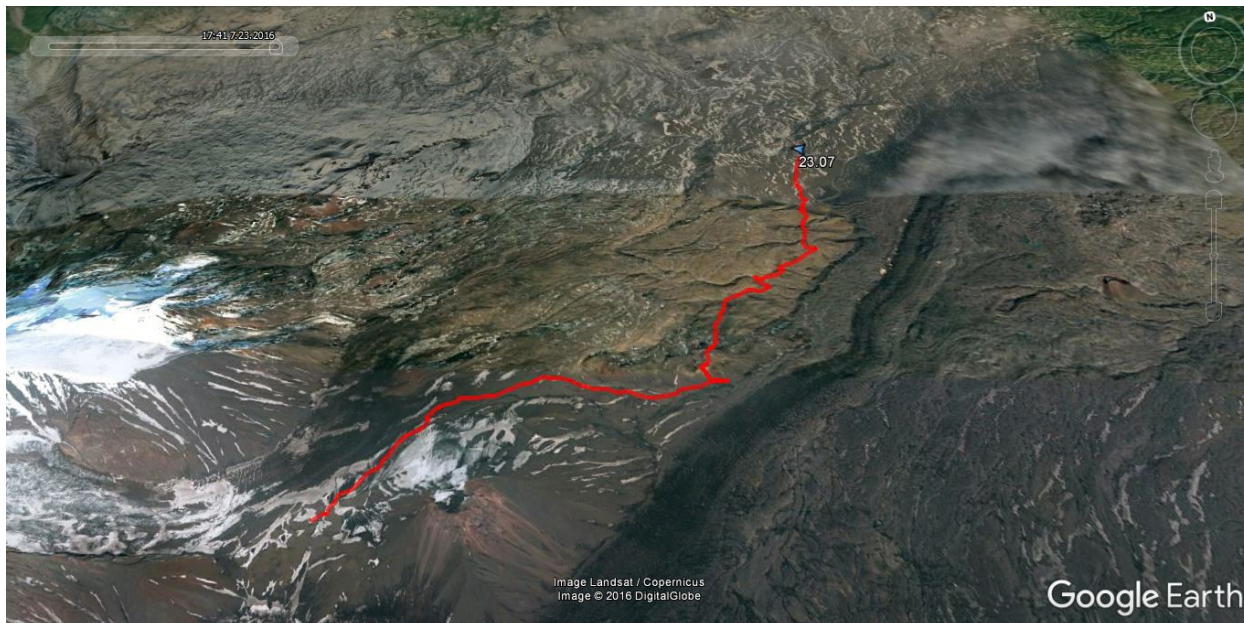 17:41 7-23-2016
N
23.07
Image Landsat / Copernicus
Image © 2016 DigitalGlobe
Google Earth